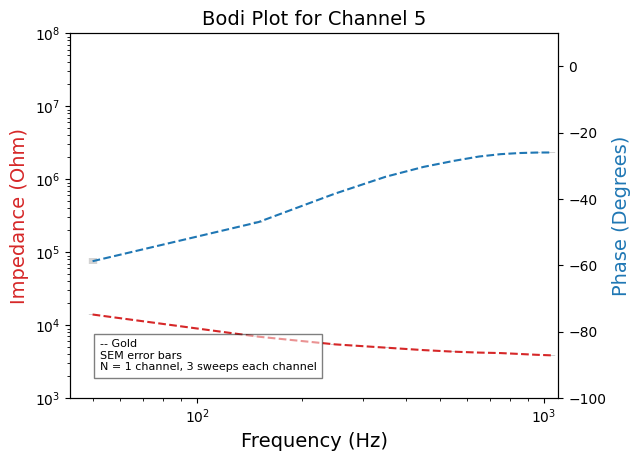 Bodi Plot for Channel 5
10^8
10^7
10^6
10^5
10^4
10^3
Impedance (Ohm)
0
−20
−40
−60
−80
−100
Phase (Degrees)
-- Gold
SEM error bars
N = 1 channel, 3 sweeps each channel
10^2
10^3
Frequency (Hz)